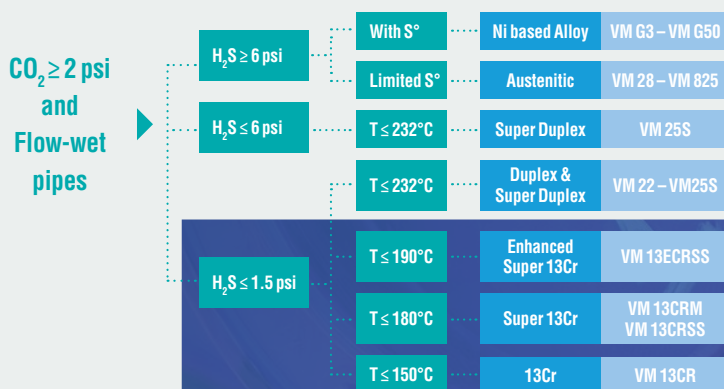 CO₂ ≥ 2 psi
and
Flow-wet
pipes
H₂S ≥ 6 psi
With S°
Ni based Alloy
VM G3 – VM G50
Limited S°
Austenitic
VM 28 – VM 825
H₂S ≤ 6 psi
T ≤ 232°C
Super Duplex
VM 25S
H₂S ≤ 1.5 psi
T ≤ 232°C
Duplex &
Super Duplex
VM 22 – VM25S
T ≤ 190°C
Enhanced
Super 13Cr
VM 13ECRSS
T ≤ 180°C
Super 13Cr
VM 13CRM
VM 13CRSS
T ≤ 150°C
13Cr
VM 13CR